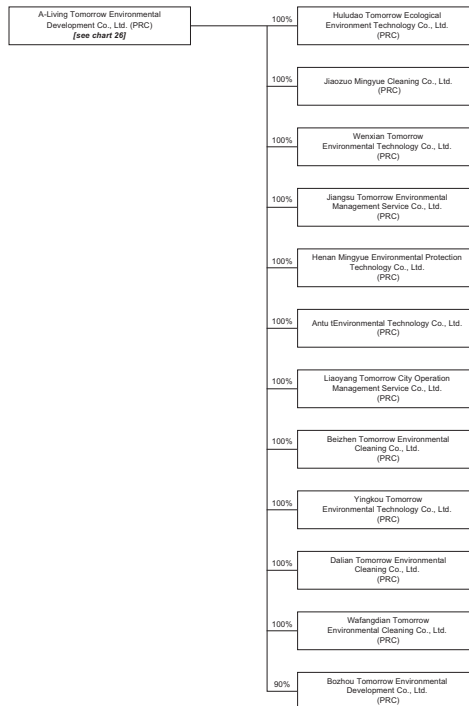 A-Living Tomorrow Environmental
Development Co., Ltd. (PRC)
[see chart 26]
100%
Huludao Tomorrow Ecological
Environment Technology Co., Ltd.
(PRC)
100%
Jiaozuo Mingyue Cleaning Co., Ltd.
(PRC)
100%
Wenxian Tomorrow
Environmental Technology Co., Ltd.
(PRC)
100%
Jiangsu Tomorrow Environmental
Management Service Co., Ltd.
(PRC)
100%
Henan Mingyue Environmental Protection
Technology Co., Ltd.
(PRC)
100%
Antu tEnvironmental Technology Co., Ltd.
(PRC)
100%
Liaoyang Tomorrow City Operation
Management Service Co., Ltd.
(PRC)
100%
Beizhen Tomorrow Environmental
Cleaning Co., Ltd.
(PRC)
100%
Yingkou Tomorrow
Environmental Technology Co., Ltd.
(PRC)
100%
Dalian Tomorrow Environmental
Cleaning Co., Ltd.
(PRC)
100%
Wafangdian Tomorrow
Environmental Cleaning Co., Ltd.
(PRC)
90%
Bozhou Tomorrow Environmental
Development Co., Ltd.
(PRC)